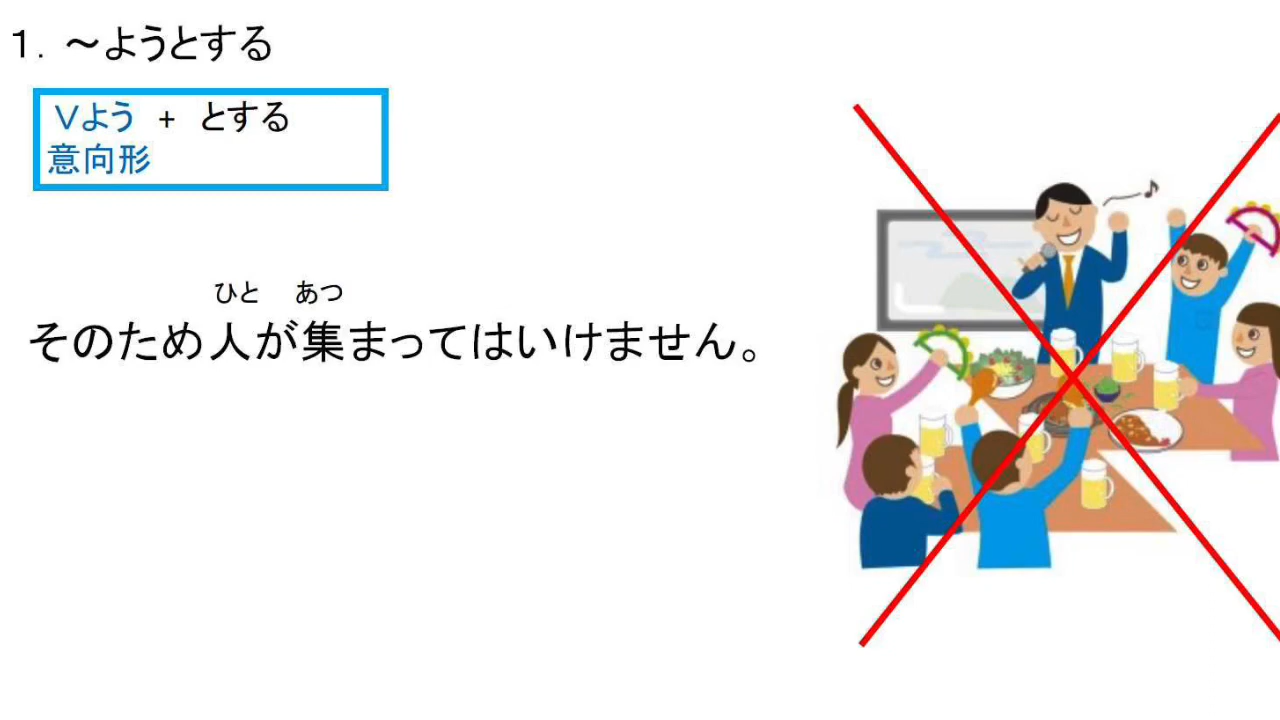 1. ～ようとする
Vよう + とする
意向形
ひと あつ
そのため人が集まってはいけません。